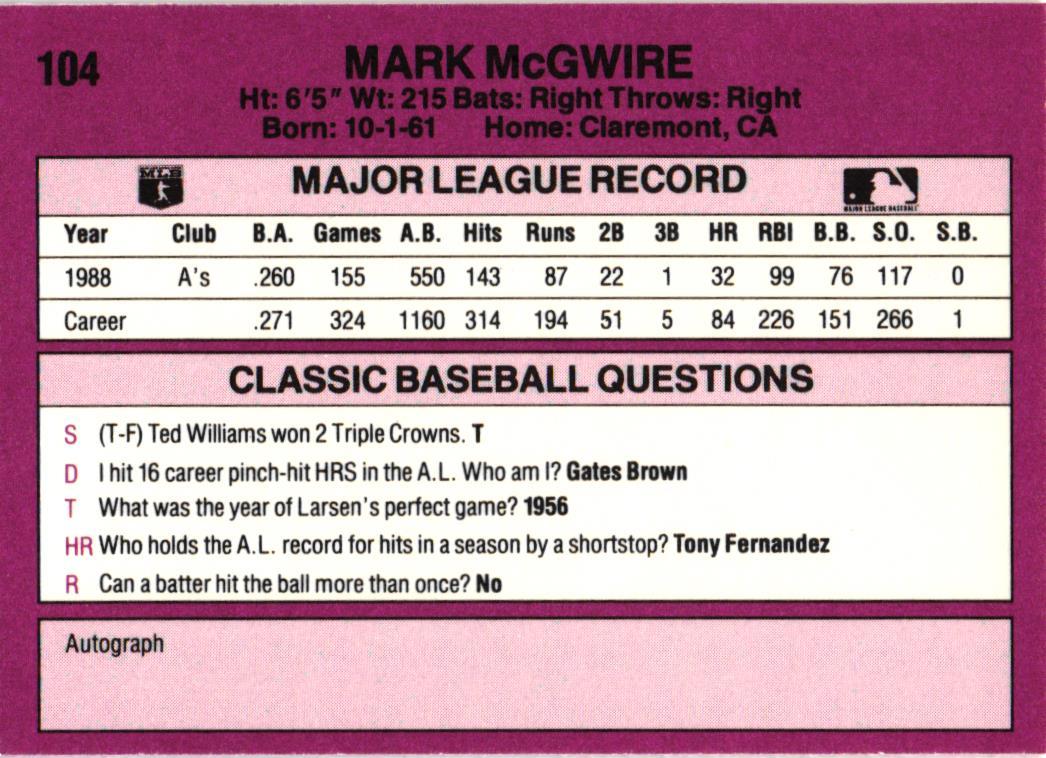 104
MARK McGWIRE
Ht: 6'5" Wt: 215 Bats: Right Throws: Right
Born: 10-1-61 Home: Claremont, CA
MLB MAJOR LEAGUE RECORD MAJOR LEAGUE BASEBALL
Year Club B.A. Games A.B. Hits Runs 2B 3B HR RBI B.B. S.O. S.B.
1988 A's .260 155 550 143 87 22 1 32 99 76 117 0
Career .271 324 1160 314 194 51 5 84 226 151 266 1
CLASSIC BASEBALL QUESTIONS
S (T-F) Ted Williams won 2 Triple Crowns. T
D I hit 16 career pinch-hit HRS in the A.L. Who am I? Gates Brown
T What was the year of Larsen's perfect game? 1956
HR Who holds the A.L. record for hits in a season by a shortstop? Tony Fernandez
R Can a batter hit the ball more than once? No
Autograph